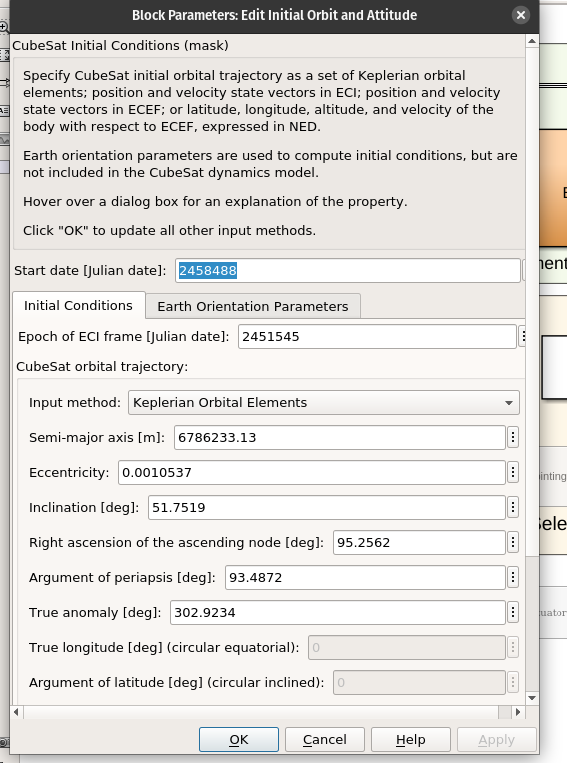 Block Parameters: Edit Initial Orbit and Attitude
CubeSat Initial Conditions (mask)
Specify CubeSat initial orbital trajectory as a set of Keplerian orbital
elements; position and velocity state vectors in ECI; position and velocity
state vectors in ECEF; or latitude, longitude, altitude, and velocity of the
body with respect to ECEF, expressed in NED.
Earth orientation parameters are used to compute initial conditions, but are
not included in the CubeSat dynamics model.
Hover over a dialog box for an explanation of the property.
Click "OK" to update all other input methods.
Start date [Julian date]: 2458488
Initial Conditions Earth Orientation Parameters
Epoch of ECI frame [Julian date]: 2451545
CubeSat orbital trajectory:
Input method: Keplerian Orbital Elements
Semi-major axis [m]: 6786233.13
Eccentricity: 0.0010537
Inclination [deg]: 51.7519
Right ascension of the ascending node [deg]: 95.2562
Argument of periapsis [deg]: 93.4872
True anomaly [deg]: 302.9234
True longitude [deg] (circular equatorial): 0
Argument of latitude [deg] (circular inclined): 0
OK Cancel Help Apply